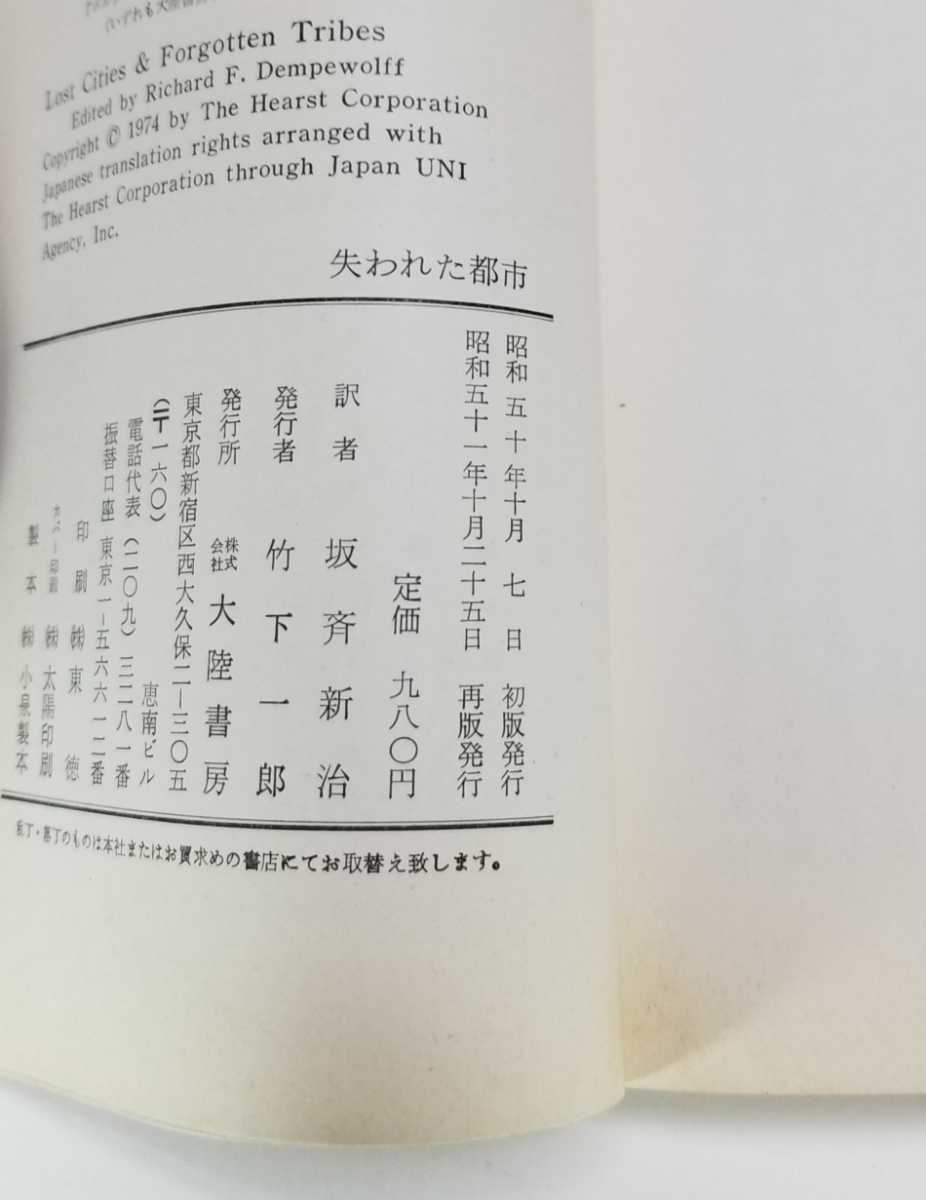 Lost Cities & Forgotten Tribes
Edited by Richard F. Dempewolff
Copyright © 1974 by The Hearst Corporation
Japanese translation rights arranged with
The Hearst Corporation through Japan UNI
Agency, Inc.
失われた都市
昭和五十年十月七日 初版発行
昭和五十一年十月二十五日 再版発行
定価 九八〇円
訳者 坂斉新治
発行者 竹下一郎
発行所 株式会社 大陸書房
東京都新宿区西大久保二ー三〇五
(〒一六〇) 恵南ビル
電話代表 (二〇九) 三二八一番
振替口座 東京一ー五六六一二番
印刷 ㈱東徳
カバー印刷 ㈱太陽印刷
製本 ㈱小泉製本
乱丁・落丁のものは本社またはお買求めの書店にてお取替え致します。